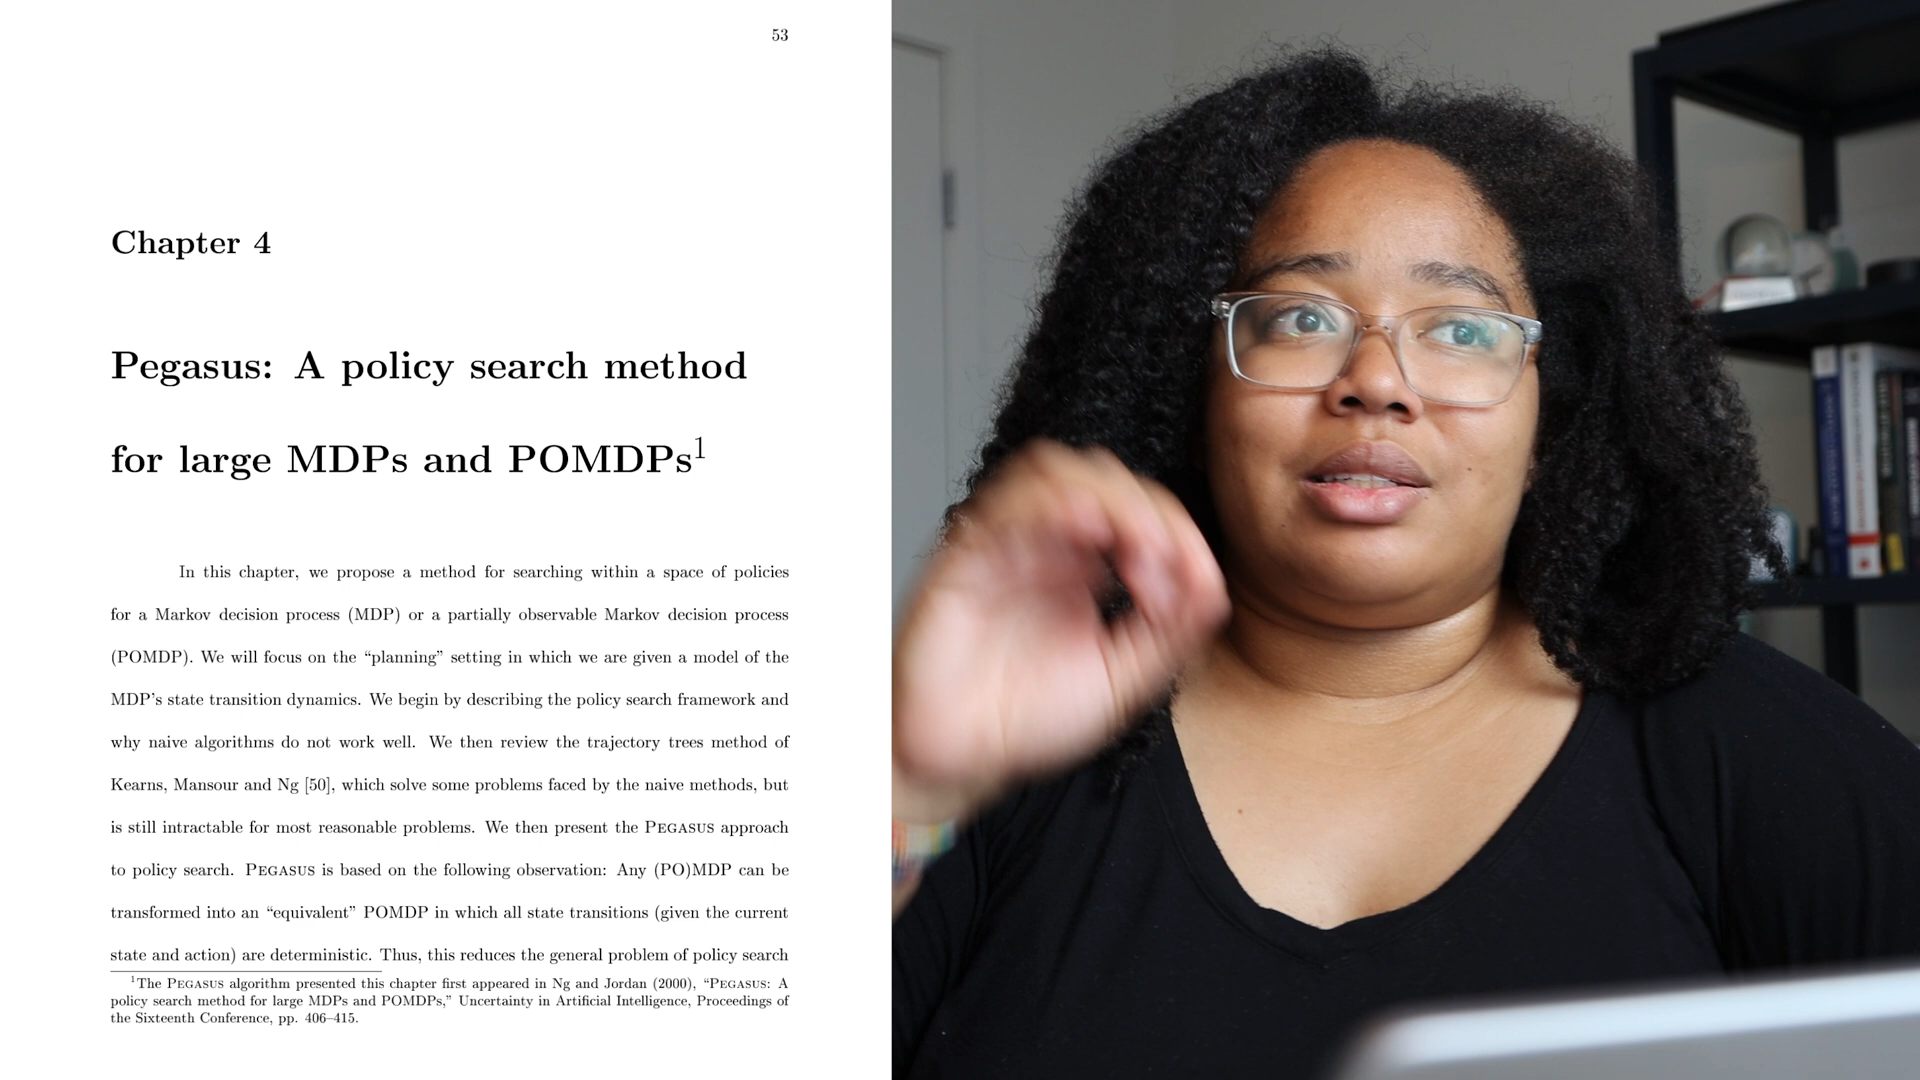 53
Chapter 4
Pegasus: A policy search method
for large MDPs and POMDPs¹
In this chapter, we propose a method for searching within a space of policies
for a Markov decision process (MDP) or a partially observable Markov decision process
(POMDP). We will focus on the “planning” setting in which we are given a model of the
MDP’s state transition dynamics. We begin by describing the policy search framework and
why naive algorithms do not work well. We then review the trajectory trees method of
Kearns, Mansour and Ng [50], which solve some problems faced by the naive methods, but
is still intractable for most reasonable problems. We then present the PEGASUS approach
to policy search. PEGASUS is based on the following observation: Any (PO)MDP can be
transformed into an “equivalent” POMDP in which all state transitions (given the current
state and action) are deterministic. Thus, this reduces the general problem of policy search
¹The PEGASUS algorithm presented this chapter first appeared in Ng and Jordan (2000), “PEGASUS: A
policy search method for large MDPs and POMDPs,” Uncertainty in Artificial Intelligence, Proceedings of
the Sixteenth Conference, pp. 406–415.